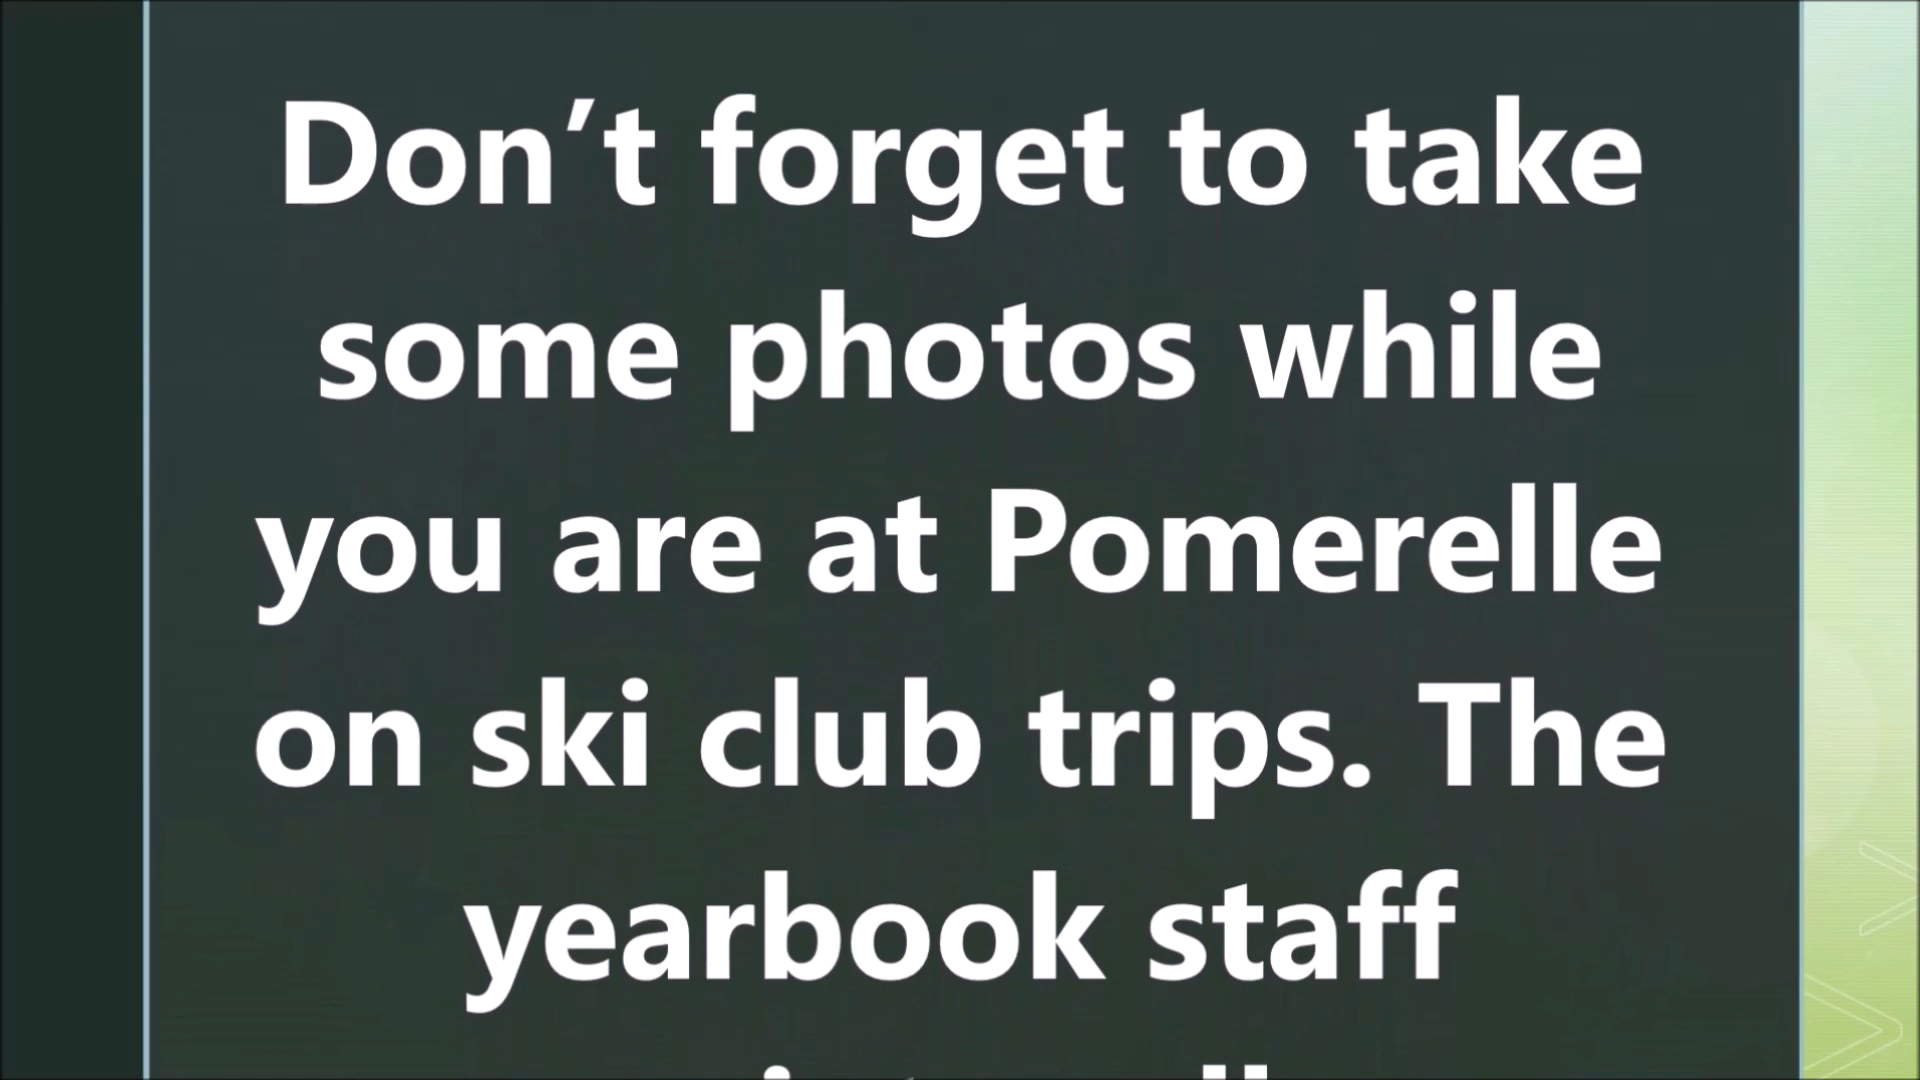 Don’t forget to take
some photos while
you are at Pomerelle
on ski club trips. The
yearbook staff